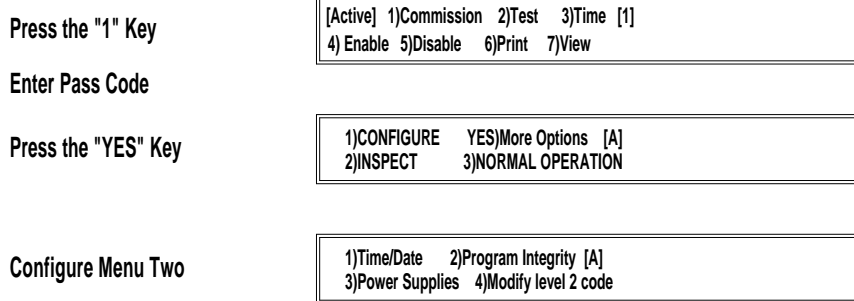 Press the "1" Key
[Active] 1)Commission 2)Test 3)Time [1]
4) Enable 5)Disable 6)Print 7)View
Enter Pass Code
Press the "YES" Key
1)CONFIGURE YES)More Options [A]
2)INSPECT 3)NORMAL OPERATION
Configure Menu Two
1)Time/Date 2)Program Integrity [A]
3)Power Supplies 4)Modify level 2 code